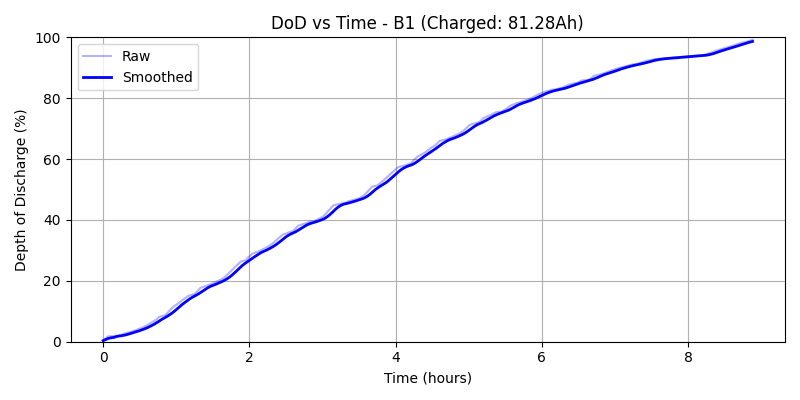 DoD vs Time - B1 (Charged: 81.28Ah)
Depth of Discharge (%)
100
80
60
40
20
0
Raw
Smoothed
0 2 4 6 8
Time (hours)